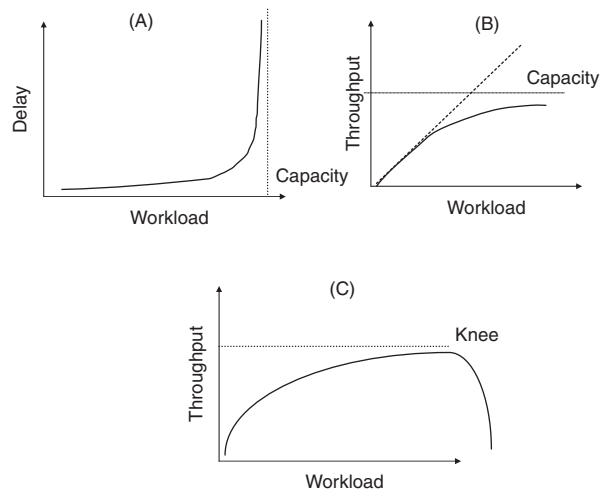 (A)
Delay
Capacity
Workload
(B)
Throughput
Capacity
Workload
(C)
Throughput
Knee
Workload